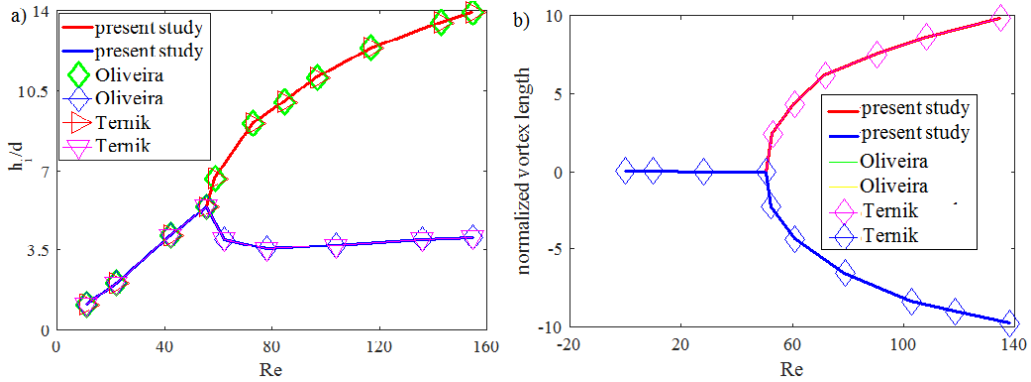 a)
14
10.5
7
3.5
0
h₁/d
present study
present study
Oliveira
Oliveira
Ternik
Ternik
0
40
80
120
160
Re
b)
10
5
0
-5
-10
normalized vortex length
present study
present study
Oliveira
Oliveira
Ternik
Ternik
-20
20
60
100
140
Re